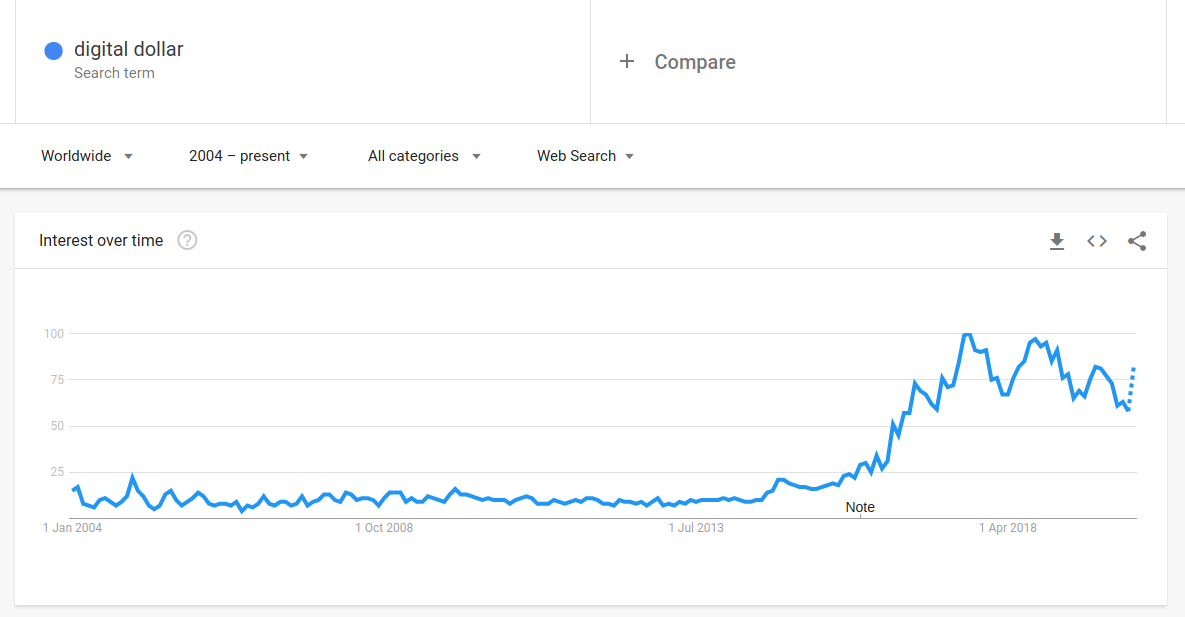 digital dollar
Search term
+ Compare
Worldwide
2004 – present
All categories
Web Search
Interest over time
?
100
75
50
25
Note
1 Jan 2004
1 Oct 2008
1 Jul 2013
1 Apr 2018